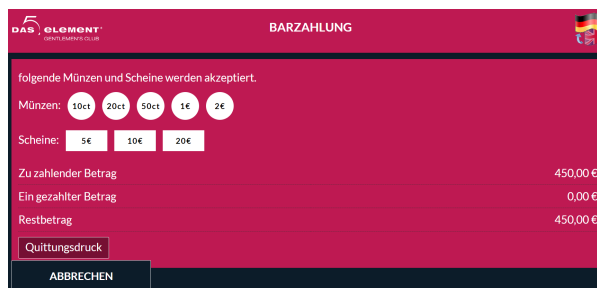 DAS 5. ELEMENT
GENTLEMEN'S CLUB
BARZAHLUNG
folgende Münzen und Scheine werden akzeptiert.
Münzen: 10ct 20ct 50ct 1€ 2€
Scheine: 5€ 10€ 20€
Zu zahlender Betrag 450,00 €
Ein gezahlter Betrag 0,00 €
Restbetrag 450,00 €
Quittungsdruck
ABBRECHEN